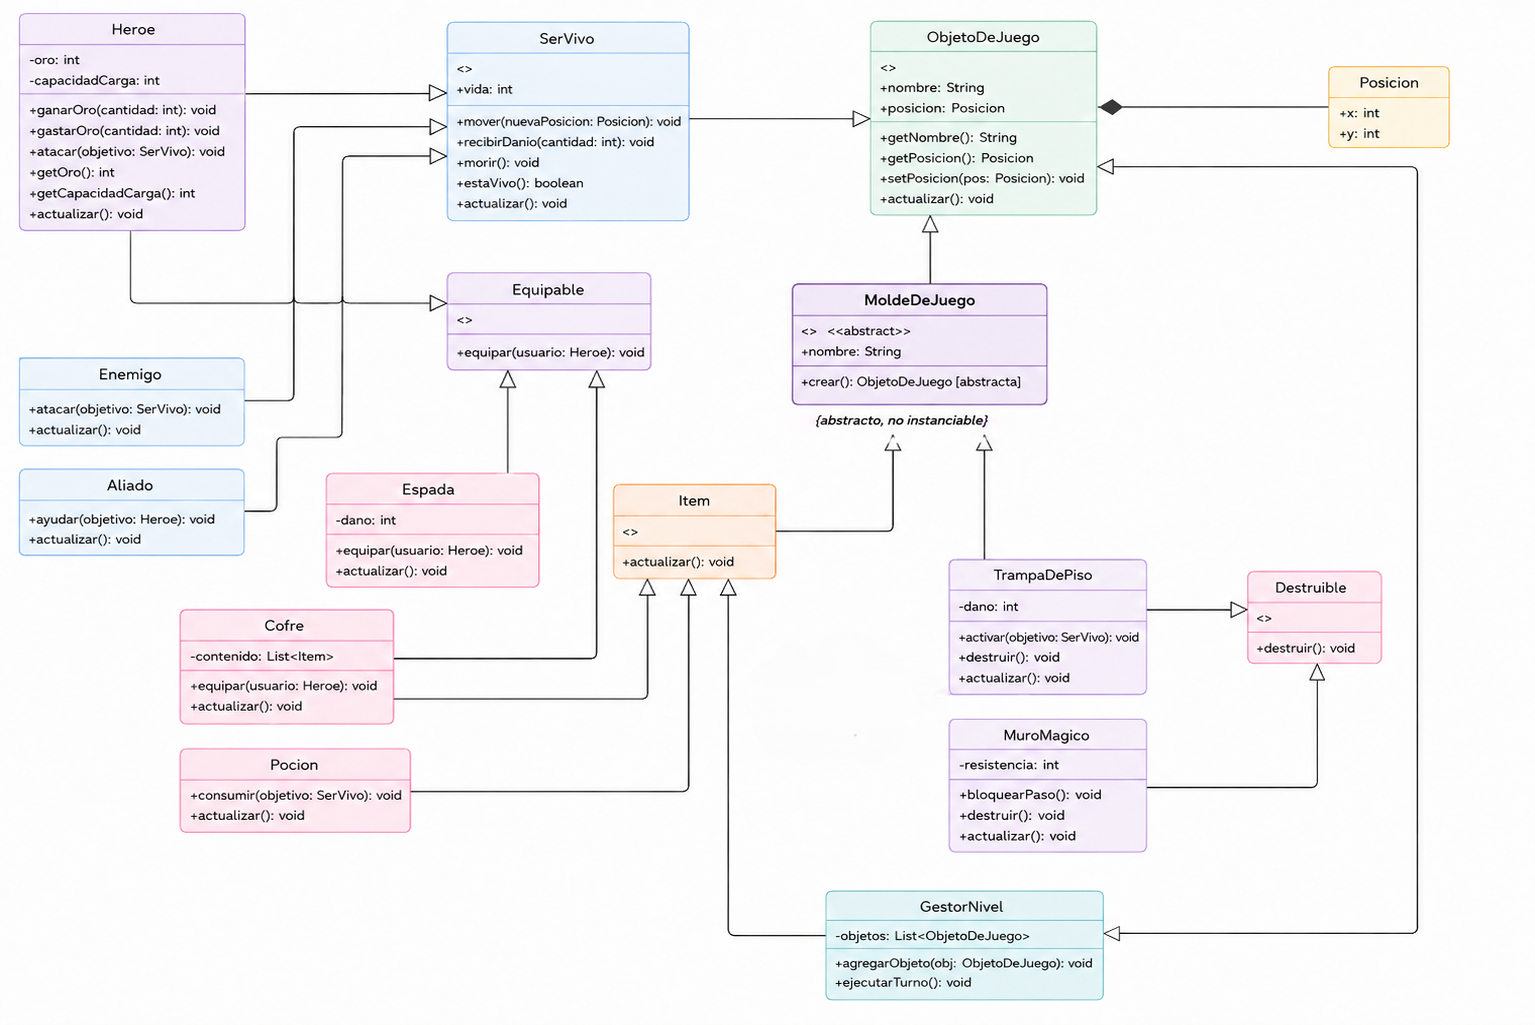 Heroe
-oro: int
-capacidadCarga: int
+ganarOro(cantidad: int): void
+gastarOro(cantidad: int): void
+atacar(objetivo: SerVivo): void
+getOro(): int
+getCapacidadCarga(): int
+actualizar(): void
SerVivo
<>
+vida: int
+mover(nuevaPosicion: Posicion): void
+recibirDanio(cantidad: int): void
+morir(): void
+estaVivo(): boolean
+actualizar(): void
ObjetoDeJuego
<>
+nombre: String
+posicion: Posicion
+getNombre(): String
+getPosicion(): Posicion
+setPosicion(pos: Posicion): void
+actualizar(): void
Posicion
+x: int
+y: int
Equipable
<>
+equipar(usuario: Heroe): void
MoldeDeJuego
<> <<abstract>>
+nombre: String
+crear(): ObjetoDeJuego [abstracta]
{abstracto, no instanciable}
Enemigo
+atacar(objetivo: SerVivo): void
+actualizar(): void
Aliado
+ayudar(objetivo: Heroe): void
+actualizar(): void
Espada
-dano: int
+equipar(usuario: Heroe): void
+actualizar(): void
Item
<>
+actualizar(): void
TrampaDePiso
-dano: int
+activar(objetivo: SerVivo): void
+destruir(): void
+actualizar(): void
Destruible
<>
+destruir(): void
Cofre
-contenido: List<Item>
+equipar(usuario: Heroe): void
+actualizar(): void
MuroMagico
-resistencia: int
+bloquearPaso(): void
+destruir(): void
+actualizar(): void
Pocion
+consumir(objetivo: SerVivo): void
+actualizar(): void
GestorNivel
-objetos: List<ObjetoDeJuego>
+agregarObjeto(obj: ObjetoDeJuego): void
+ejecutarTurno(): void